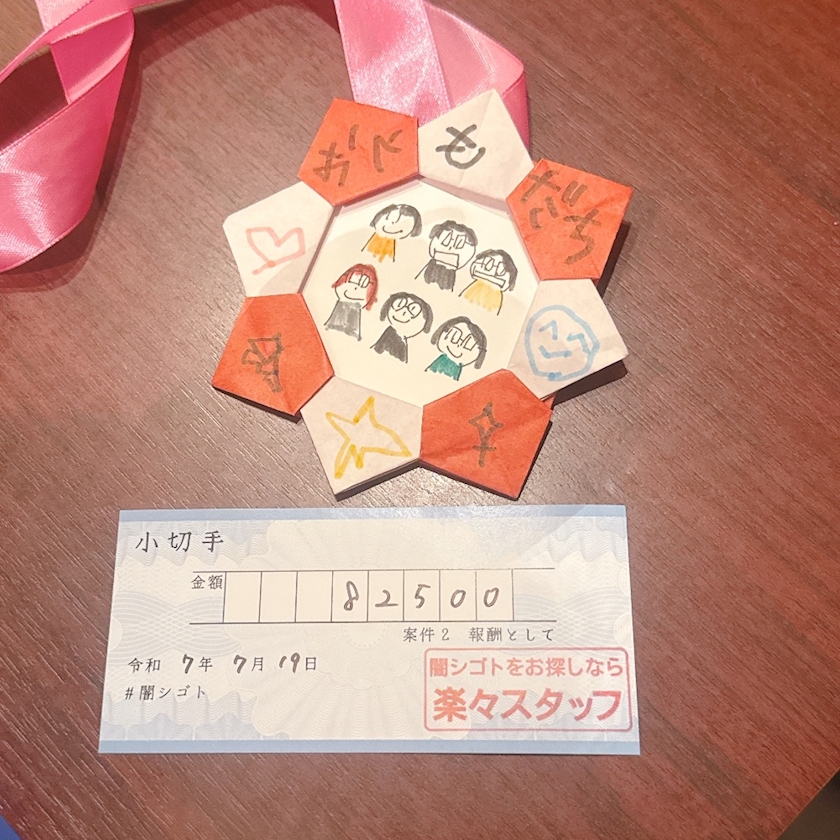 ずっと
も
だち
小切手
金額 82500
案件2 報酬として
令和 7年 7月 19日
#闇シゴト
闇シゴトをお探しなら
楽々スタッフ